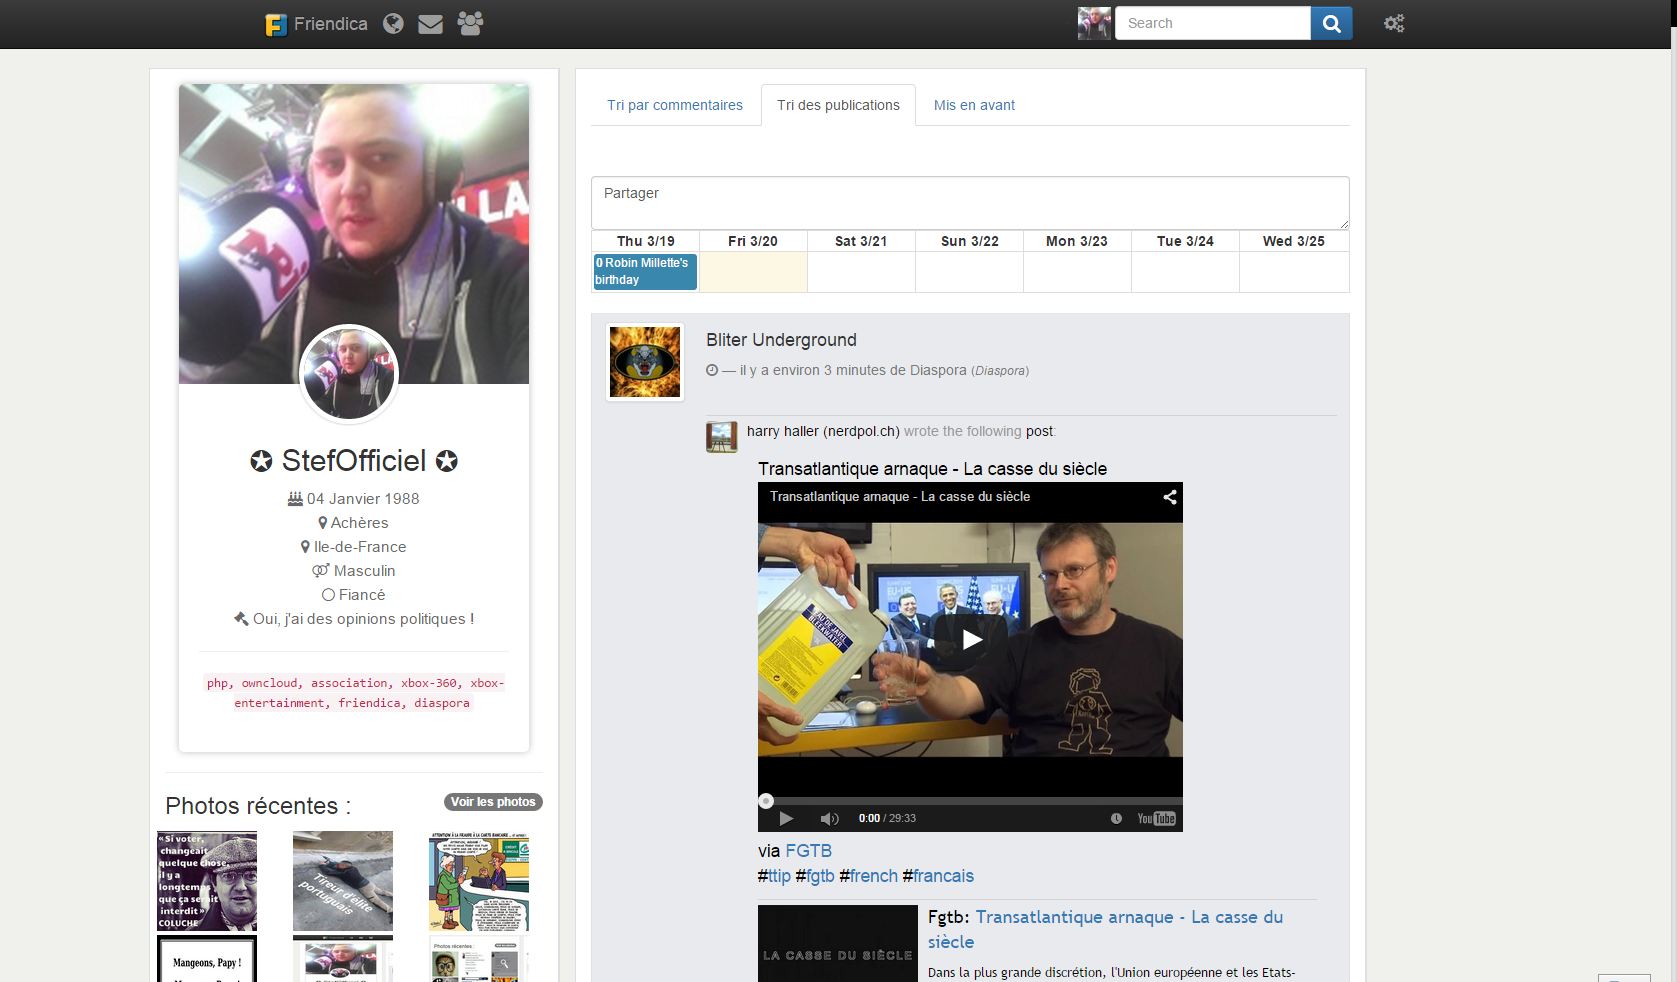 Friendica
Search
Tri par commentaires
Tri des publications
Mis en avant
Partager
Thu 3/19
Fri 3/20
Sat 3/21
Sun 3/22
Mon 3/23
Tue 3/24
Wed 3/25
0 Robin Millette's
birthday
✪ StefOfficiel ✪
04 Janvier 1988
Achères
Ile-de-France
Masculin
Fiancé
Oui, j'ai des opinions politiques !
php, owncloud, association, xbox-360, xbox-
entertainment, friendica, diaspora
Photos récentes :
Voir les photos
« Si voter,
changeait
quelque chose,
il y a
longtemps
que ça serait
interdit »
COLUCHE
Tireur d'élite
portuguais
Mangeons, Papy !
Photos récentes :
Bliter Underground
— il y a environ 3 minutes de Diaspora (Diaspora)
harry haller (nerdpol.ch) wrote the following post:
Transatlantique arnaque - La casse du siècle
Transatlantique arnaque - La casse du siècle
0:00 / 29:33
YouTube
via FGTB
#ttip #fgtb #french #francais
LA CASSE DU SIÈCLE
Fgtb: Transatlantique arnaque - La casse du
siècle
Dans la plus grande discrétion, l'Union européenne et les Etats-